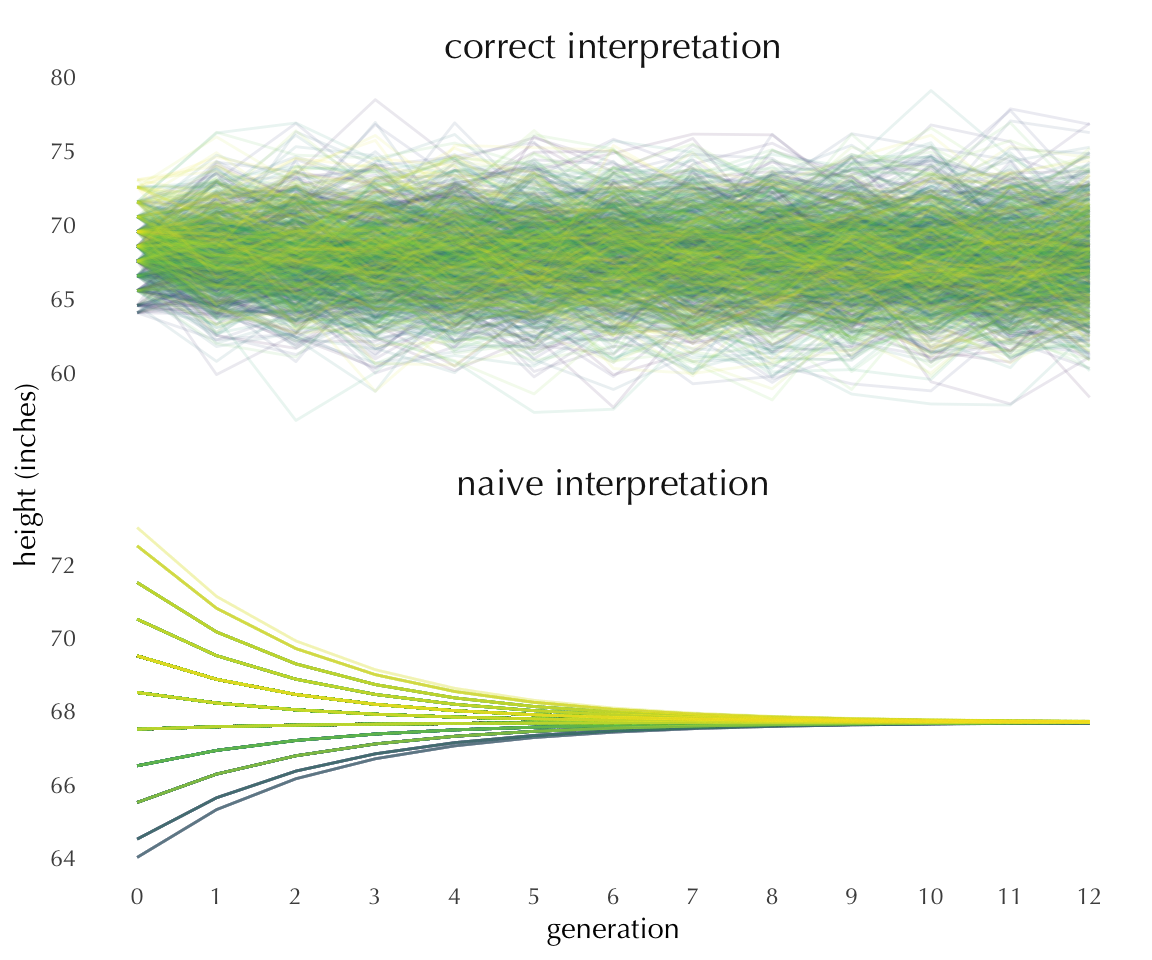 correct interpretation
80
75
70
65
60
height (inches)
naive interpretation
72
70
68
66
64
0 1 2 3 4 5 6 7 8 9 10 11 12
generation